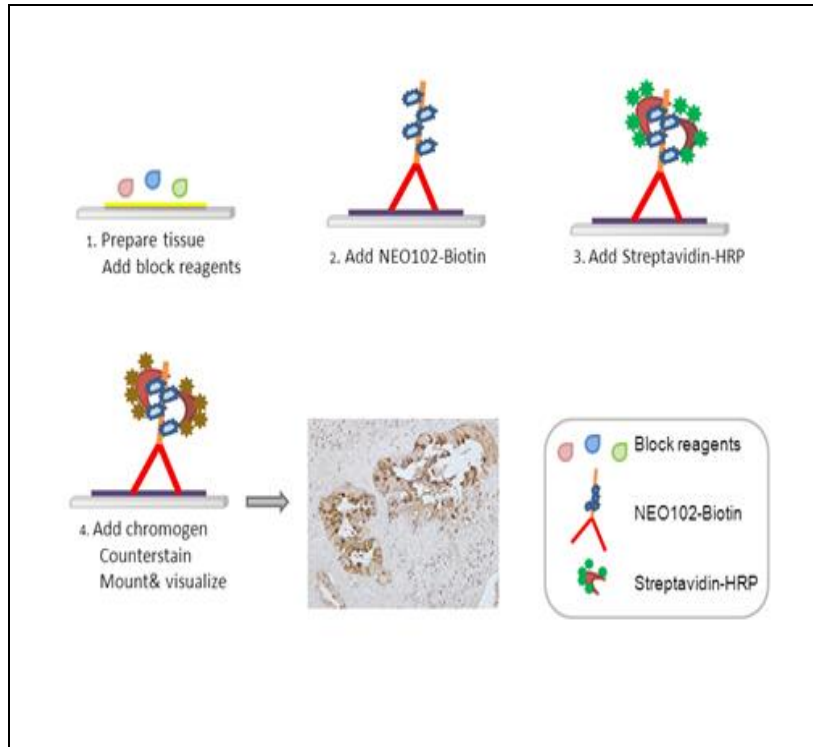 1. Prepare tissue
Add block reagents
2. Add NEO102-Biotin
3. Add Streptavidin-HRP
4. Add chromogen
Counterstain
Mount& visualize
Block reagents
NEO102-Biotin
Streptavidin-HRP